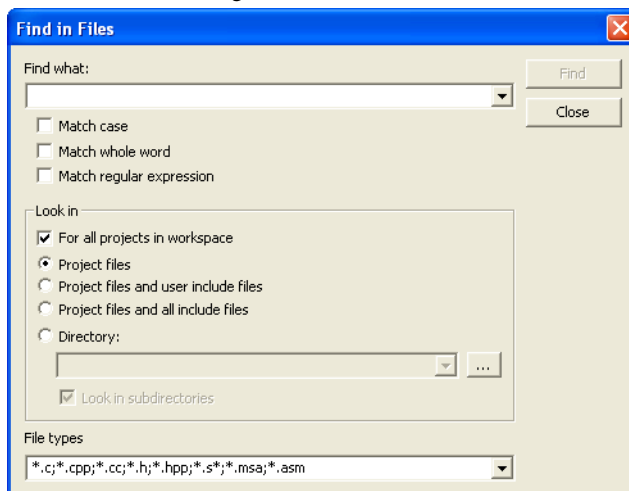 Find in Files
Find what:
Find
Close
Match case
Match whole word
Match regular expression
Look in
For all projects in workspace
Project files
Project files and user include files
Project files and all include files
Directory:
...
Look in subdirectories
File types
*.c;*.cpp;*.cc;*.h;*.hpp;*.s*;*.msa;*.asm